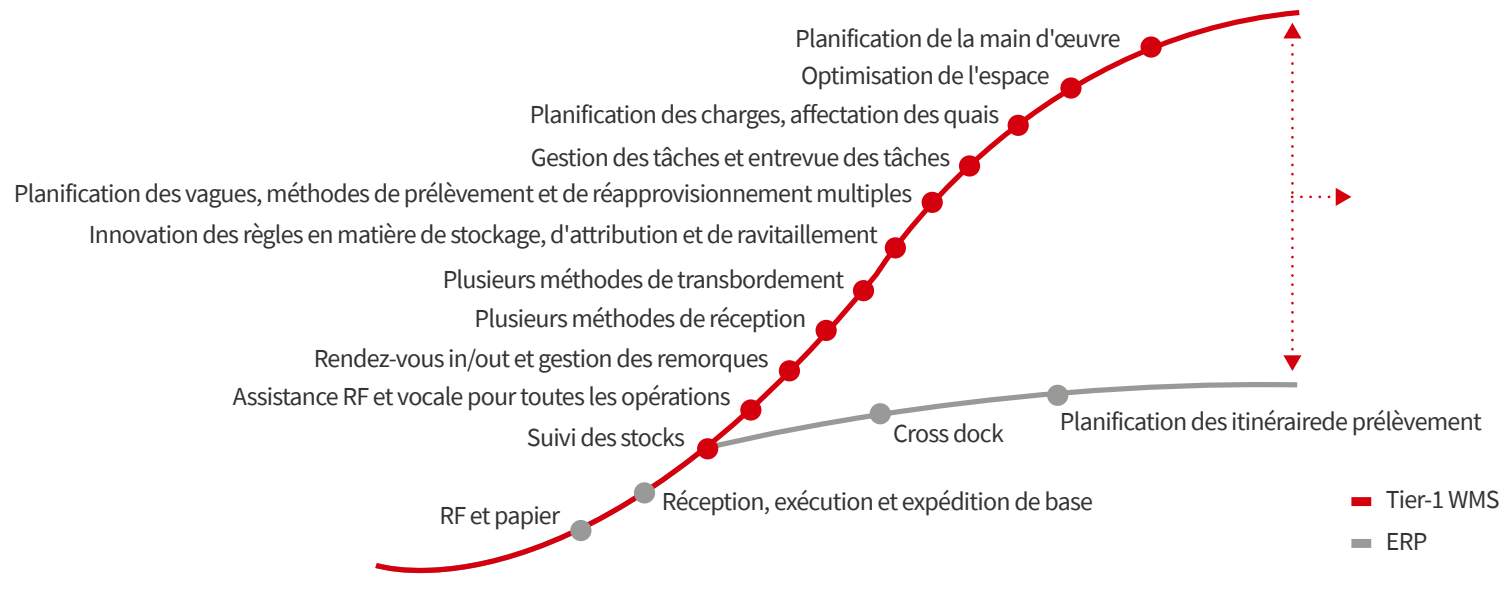 Planification de la main d'œuvre
Optimisation de l'espace
Planification des charges, affectation des quais
Gestion des tâches et entrevue des tâches
Planification des vagues, méthodes de prélèvement et de réapprovisionnement multiples
Innovation des règles en matière de stockage, d'attribution et de ravitaillement
Plusieurs méthodes de transbordement
Plusieurs méthodes de réception
Rendez-vous in/out et gestion des remorques
Assistance RF et vocale pour toutes les opérations
Suivi des stocks
Cross dock
Planification des itinérairede prélèvement
RF et papier
Réception, exécution et expédition de base
Tier-1 WMS
ERP